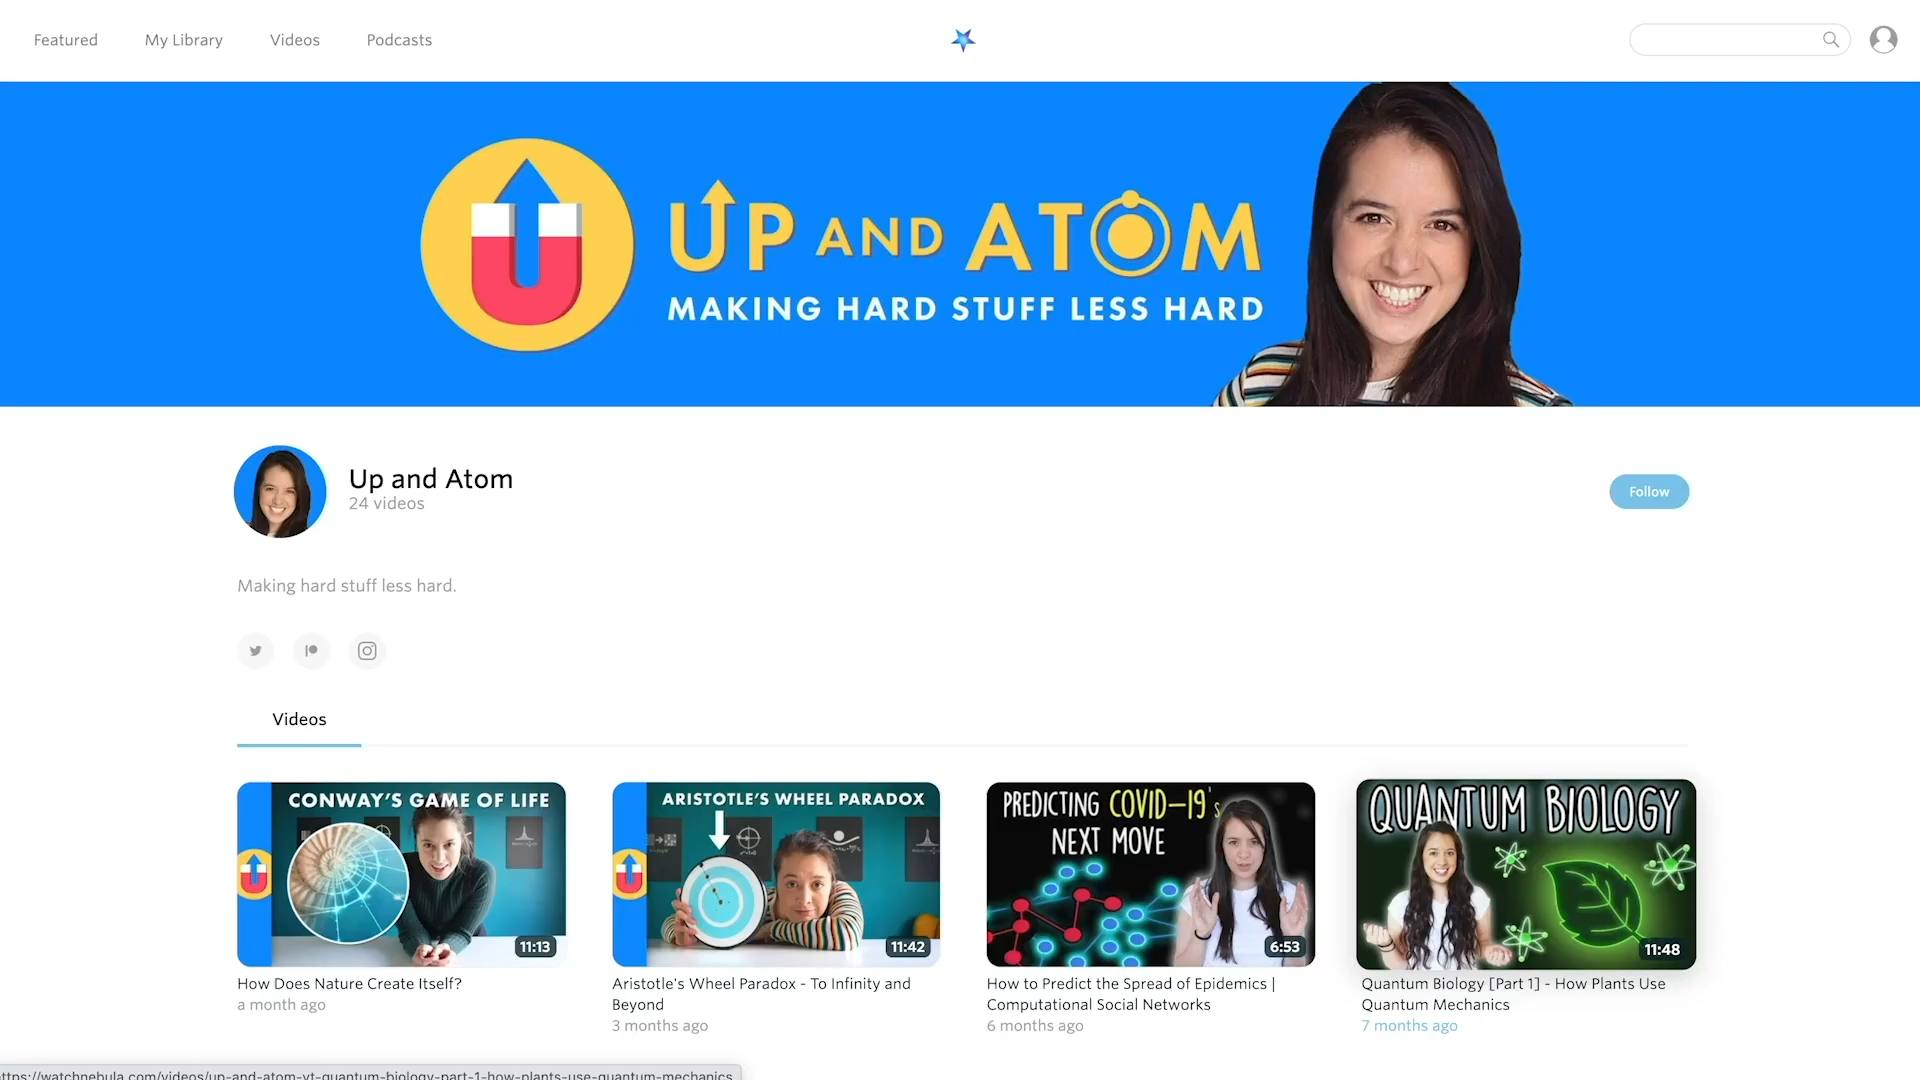 Featured
My Library
Videos
Podcasts
UP AND ATOM
MAKING HARD STUFF LESS HARD
Up and Atom
24 videos
Follow
Making hard stuff less hard.
Videos
CONWAY'S GAME OF LIFE
11:13
ARISTOTLE'S WHEEL PARADOX
11:42
PREDICTING COVID-19's
NEXT MOVE
6:53
QUANTUM BIOLOGY
11:48
How Does Nature Create Itself?
a month ago
Aristotle's Wheel Paradox - To Infinity and
Beyond
3 months ago
How to Predict the Spread of Epidemics |
Computational Social Networks
6 months ago
Quantum Biology [Part 1] - How Plants Use
Quantum Mechanics
7 months ago
ttps://watchnebula.com/videos/up-and-atom-yt-quantum-biology-part-1-how-plants-use-quantum-mechanics